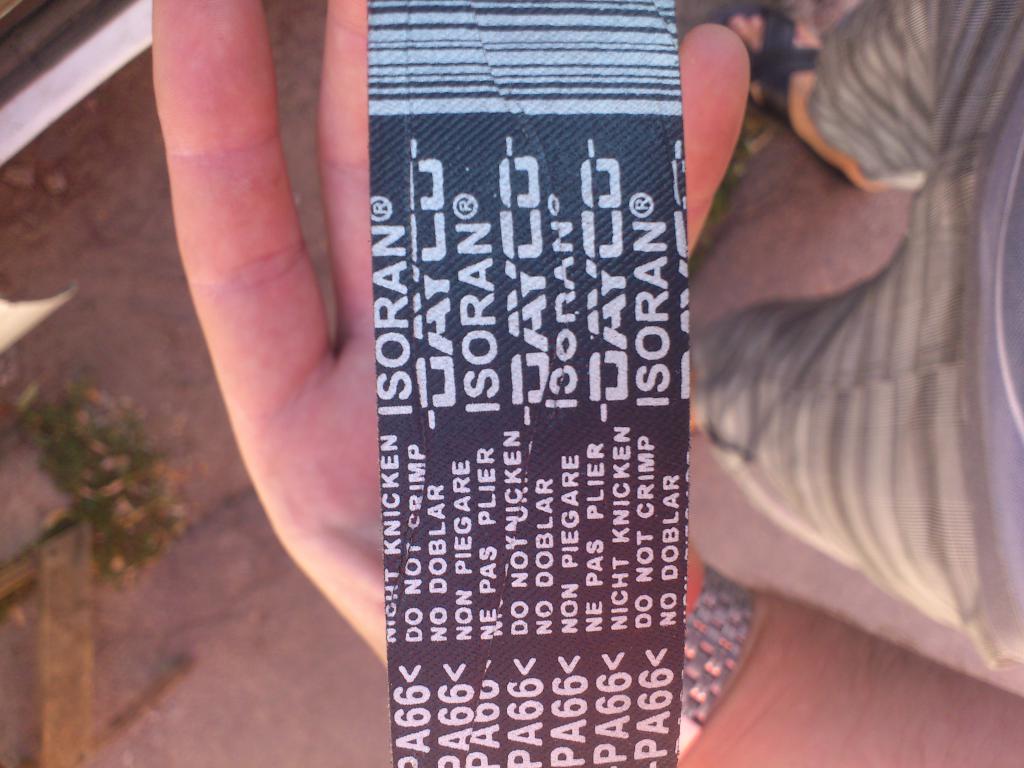 PA66<
PA66<
PA66<
PA66<
PA66<
PA66<
PA66<
NICHT KNICKEN
DO NOT CRIMP
NO DOBLAR
NON PIEGARE
NE PAS PLIER
DO NOT NICKEN
NO DOBLAR
NON PIEGARE
NE PAS PLIER
NICHT KNICKEN
DO NOT CRIMP
NO DOBLAR
ISORAN®
DAYCO
ISORAN®
DAYCO
ISORAN®
DAYCO
ISORAN®